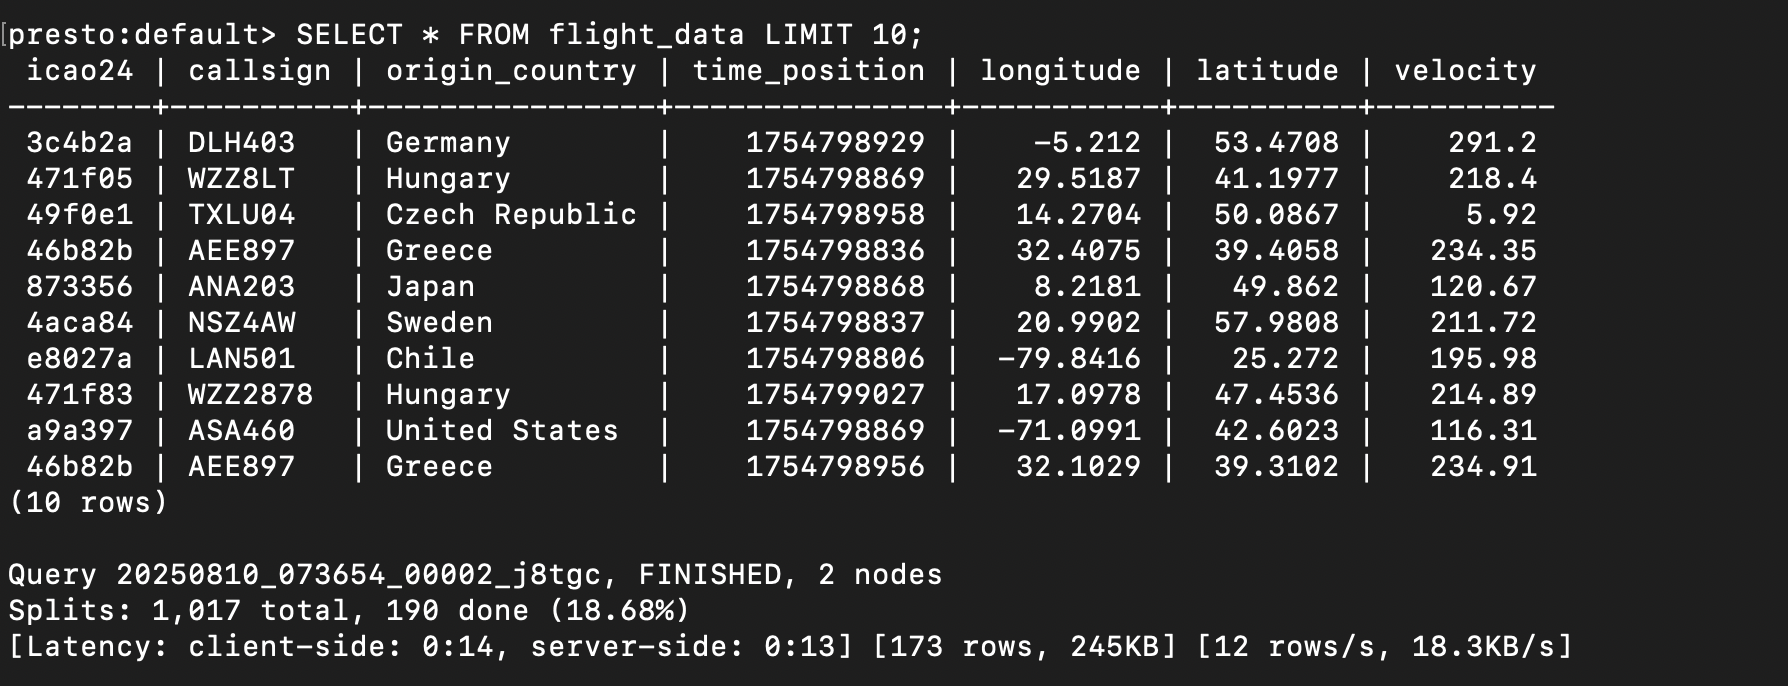 [presto:default> SELECT * FROM flight_data LIMIT 10;
 icao24 | callsign | origin_country | time_position | longitude | latitude | velocity
--------+----------+----------------+---------------+-----------+----------+----------
 3c4b2a | DLH403   | Germany        |    1754798929 |    -5.212 |  53.4708 |    291.2
 471f05 | WZZ8LT   | Hungary        |    1754798869 |   29.5187 |  41.1977 |    218.4
 49f0e1 | TXLU04   | Czech Republic |    1754798958 |   14.2704 |  50.0867 |     5.92
 46b82b | AEE897   | Greece         |    1754798836 |   32.4075 |  39.4058 |   234.35
 873356 | ANA203   | Japan          |    1754798868 |    8.2181 |   49.862 |   120.67
 4aca84 | NSZ4AW   | Sweden         |    1754798837 |   20.9902 |  57.9808 |   211.72
 e8027a | LAN501   | Chile          |    1754798806 |  -79.8416 |   25.272 |   195.98
 471f83 | WZZ2878  | Hungary        |    1754799027 |   17.0978 |  47.4536 |   214.89
 a9a397 | ASA460   | United States  |    1754798869 |  -71.0991 |  42.6023 |   116.31
 46b82b | AEE897   | Greece         |    1754798956 |   32.1029 |  39.3102 |   234.91
(10 rows)
Query 20250810_073654_00002_j8tgc, FINISHED, 2 nodes
Splits: 1,017 total, 190 done (18.68%)
[Latency: client-side: 0:14, server-side: 0:13] [173 rows, 245KB] [12 rows/s, 18.3KB/s]